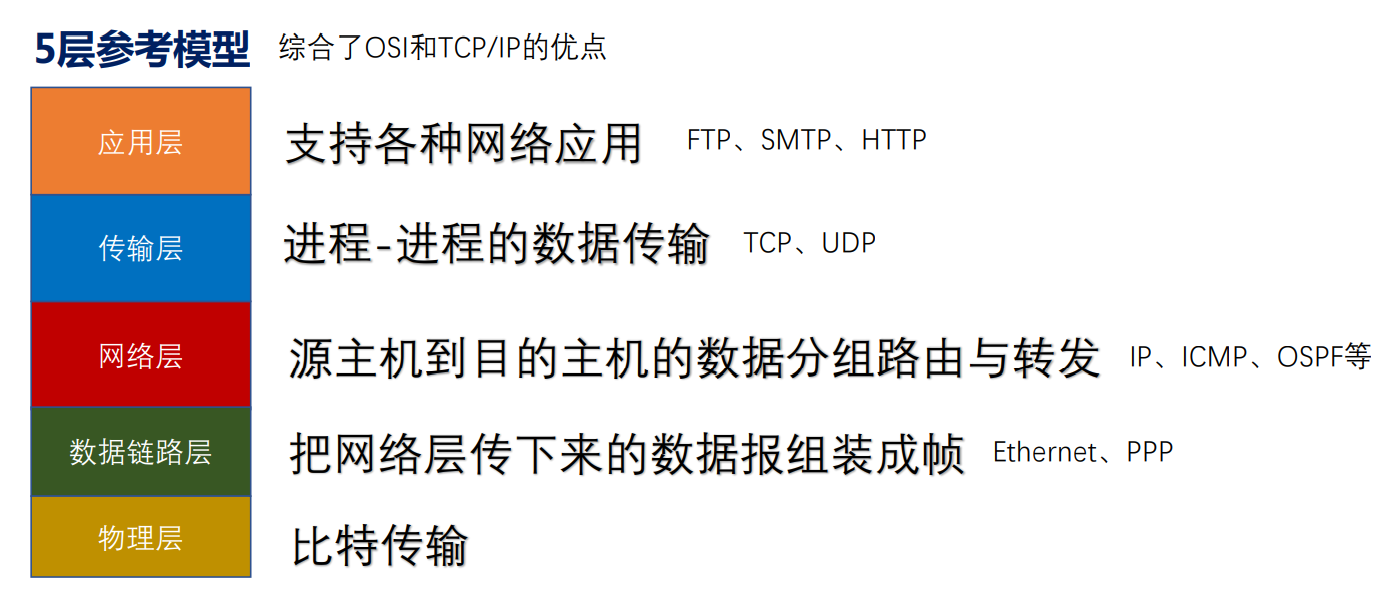 5层参考模型 综合了OSI和TCP/IP的优点
应用层 支持各种网络应用 FTP、SMTP、HTTP
传输层 进程-进程的数据传输 TCP、UDP
网络层 源主机到目的主机的数据分组路由与转发 IP、ICMP、OSPF等
数据链路层 把网络层传下来的数据报组装成帧 Ethernet、PPP
物理层 比特传输